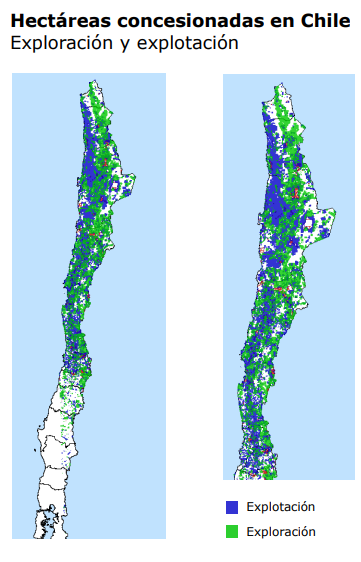 Hectáreas concesionadas en Chile
Exploración y explotación
Explotación
Exploración